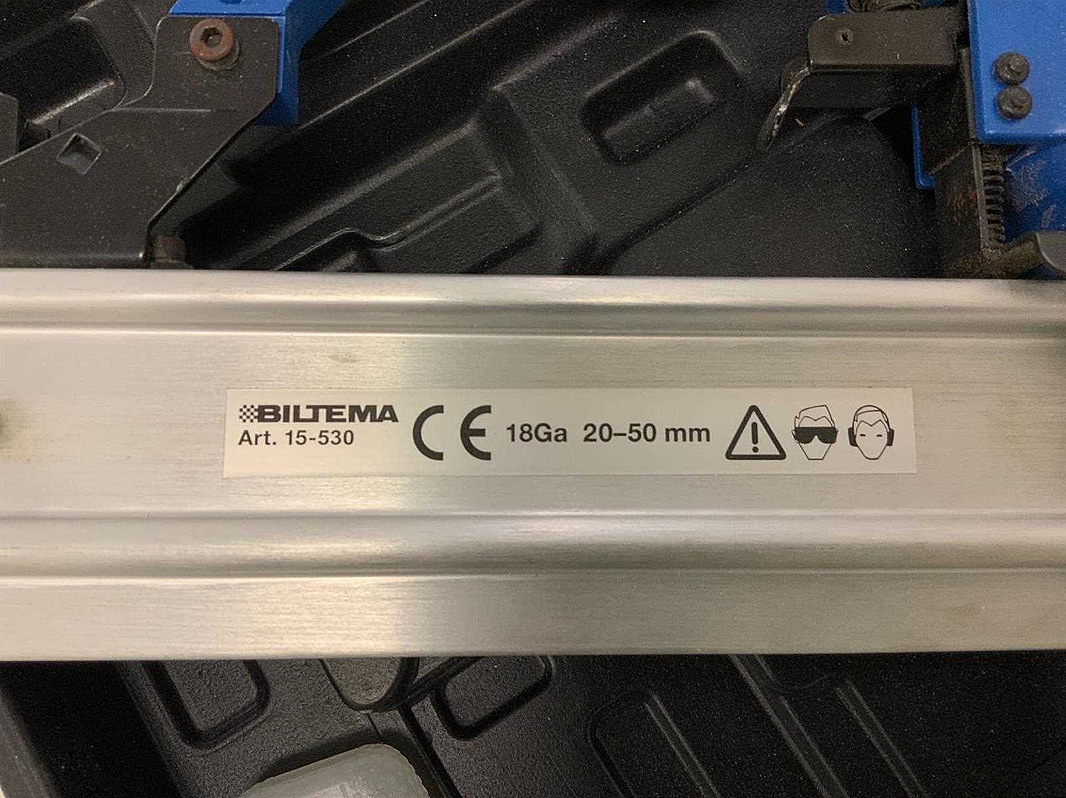 BILTEMA
Art. 15-530
CE 18Ga 20–50 mm